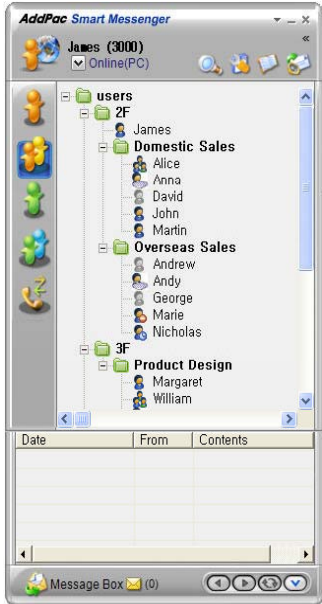 AddPac Smart Messenger
James (3000)
Online(PC)
users
2F
James
Domestic Sales
Alice
Anna
David
John
Martin
Overseas Sales
Andrew
Andy
George
Marie
Nicholas
3F
Product Design
Margaret
William
Date From Contents
Message Box (0)